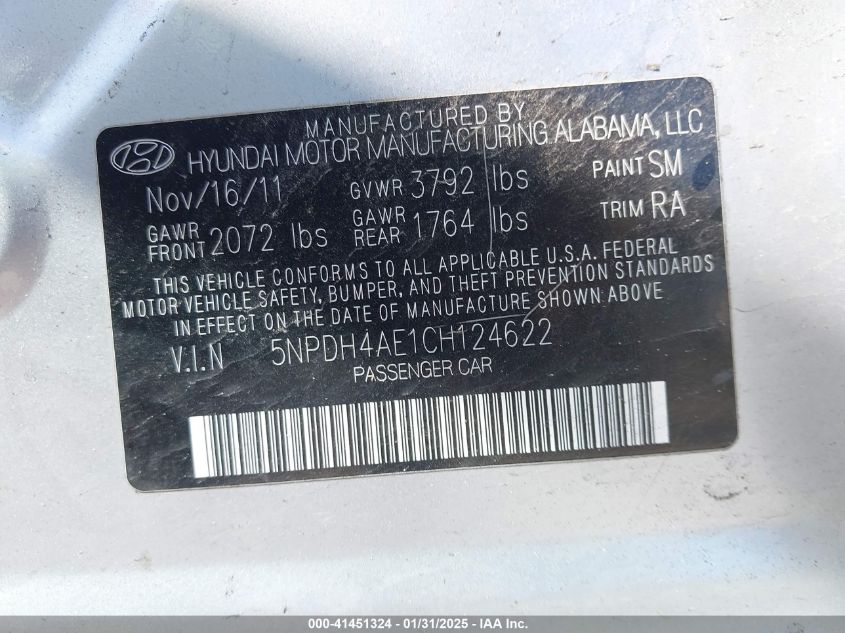 MANUFACTURED BY
HYUNDAI MOTOR MANUFACTURING ALABAMA, LLC
Nov/16/11 GVWR 3792 lbs PAINT SM
GAWR FRONT 2072 lbs GAWR REAR 1764 lbs TRIM RA
THIS VEHICLE CONFORMS TO ALL APPLICABLE U.S.A. FEDERAL
MOTOR VEHICLE SAFETY, BUMPER, AND THEFT PREVENTION STANDARDS
IN EFFECT ON THE DATE OF MANUFACTURE SHOWN ABOVE
V.I.N 5NPDH4AE1CH124622
PASSENGER CAR
000-41451324 - 01/31/2025 - IAA Inc.